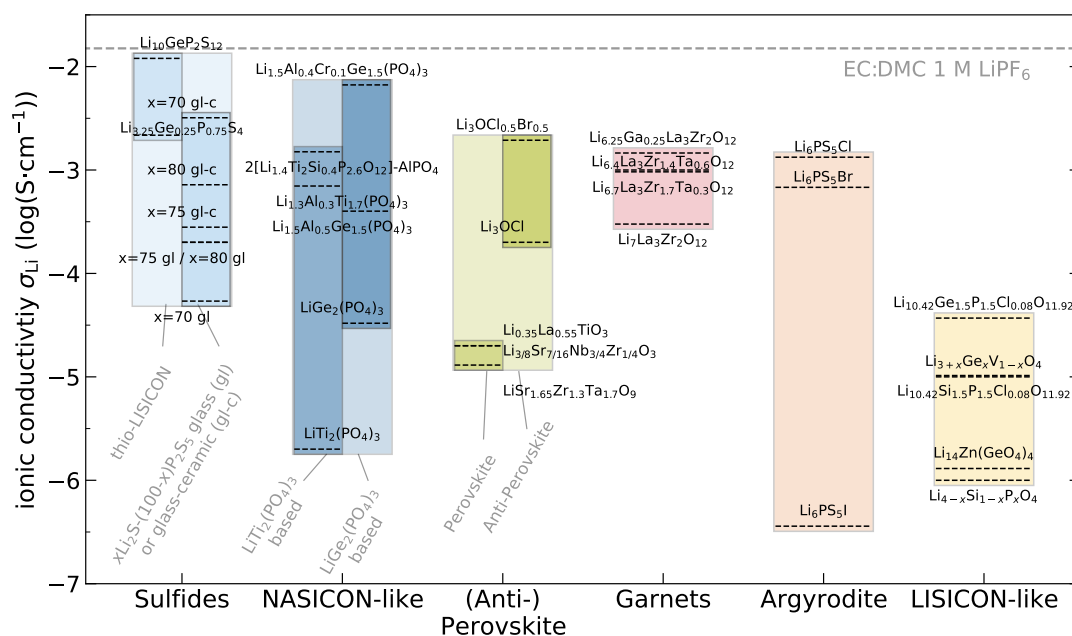 ionic conductivtiy σLi (log(S·cm⁻¹))
−2
−3
−4
−5
−6
−7
EC:DMC 1 M LiPF₆
Li₁₀GeP₂S₁₂
x=70 gl-c
Li₃.₂₅Ge₀.₂₅P₀.₇₅S₄
x=80 gl-c
x=75 gl-c
x=75 gl / x=80 gl
x=70 gl
thio-LISICON
xLi₂S-(100-x)P₂S₅ glass (gl)
or glass-ceramic (gl-c)
Li₁.₅Al₀.₄Cr₀.₁Ge₁.₅(PO₄)₃
2[Li₁.₄Ti₂Si₀.₄P₂.₆O₁₂]-AlPO₄
Li₁.₃Al₀.₃Ti₁.₇(PO₄)₃
Li₁.₅Al₀.₅Ge₁.₅(PO₄)₃
LiGe₂(PO₄)₃
LiTi₂(PO₄)₃
LiTi₂(PO₄)₃
based
LiGe₂(PO₄)₃
based
Li₃OCl₀.₅Br₀.₅
Li₃OCl
Li₀.₃₅La₀.₅₅TiO₃
Li₃/₈Sr₇/₁₆Nb₃/₄Zr₁/₄O₃
LiSr₁.₆₅Zr₁.₃Ta₁.₇O₉
Perovskite
Anti-Perovskite
Li₆.₂₅Ga₀.₂₅La₃Zr₂O₁₂
Li₆.₄La₃Zr₁.₄Ta₀.₆O₁₂
Li₆.₇La₃Zr₁.₇Ta₀.₃O₁₂
Li₇La₃Zr₂O₁₂
Li₆PS₅Cl
Li₆PS₅Br
Li₆PS₅I
Li₁₀.₄₂Ge₁.₅P₁.₅Cl₀.₀₈O₁₁.₉₂
Li₃₊ₓGeₓV₁₋ₓO₄
Li₁₀.₄₂Si₁.₅P₁.₅Cl₀.₀₈O₁₁.₉₂
Li₁₄Zn(GeO₄)₄
Li₄₋ₓSi₁₋ₓPₓO₄
Sulfides
NASICON-like
(Anti-)
Perovskite
Garnets
Argyrodite
LISICON-like